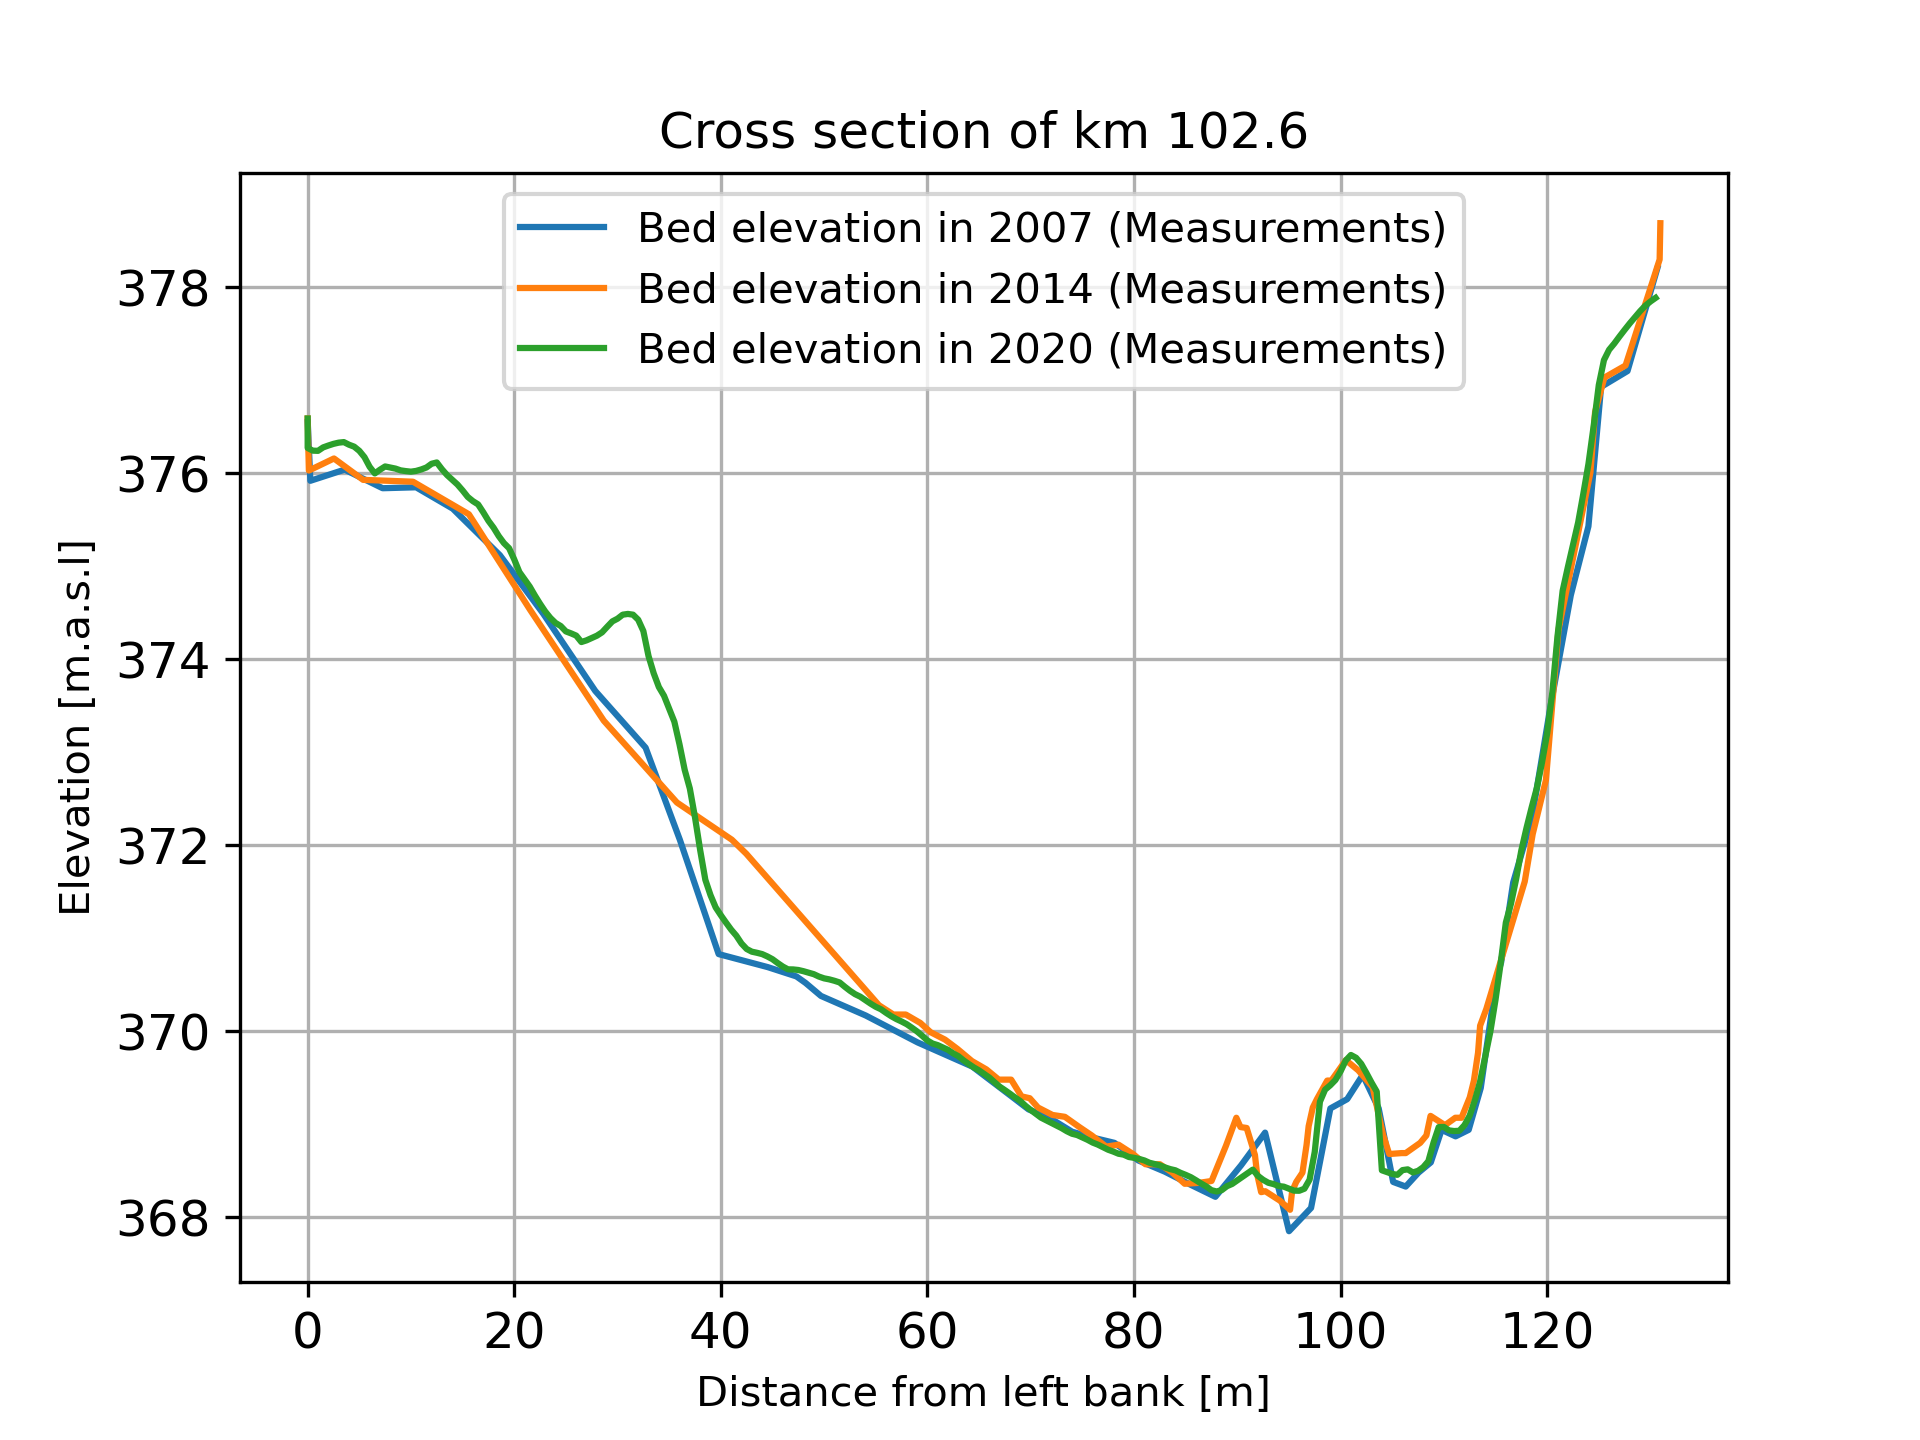 Cross section of km 102.6
Bed elevation in 2007 (Measurements)
Bed elevation in 2014 (Measurements)
Bed elevation in 2020 (Measurements)
Elevation [m.a.s.l]
378
376
374
372
370
368
0 20 40 60 80 100 120
Distance from left bank [m]